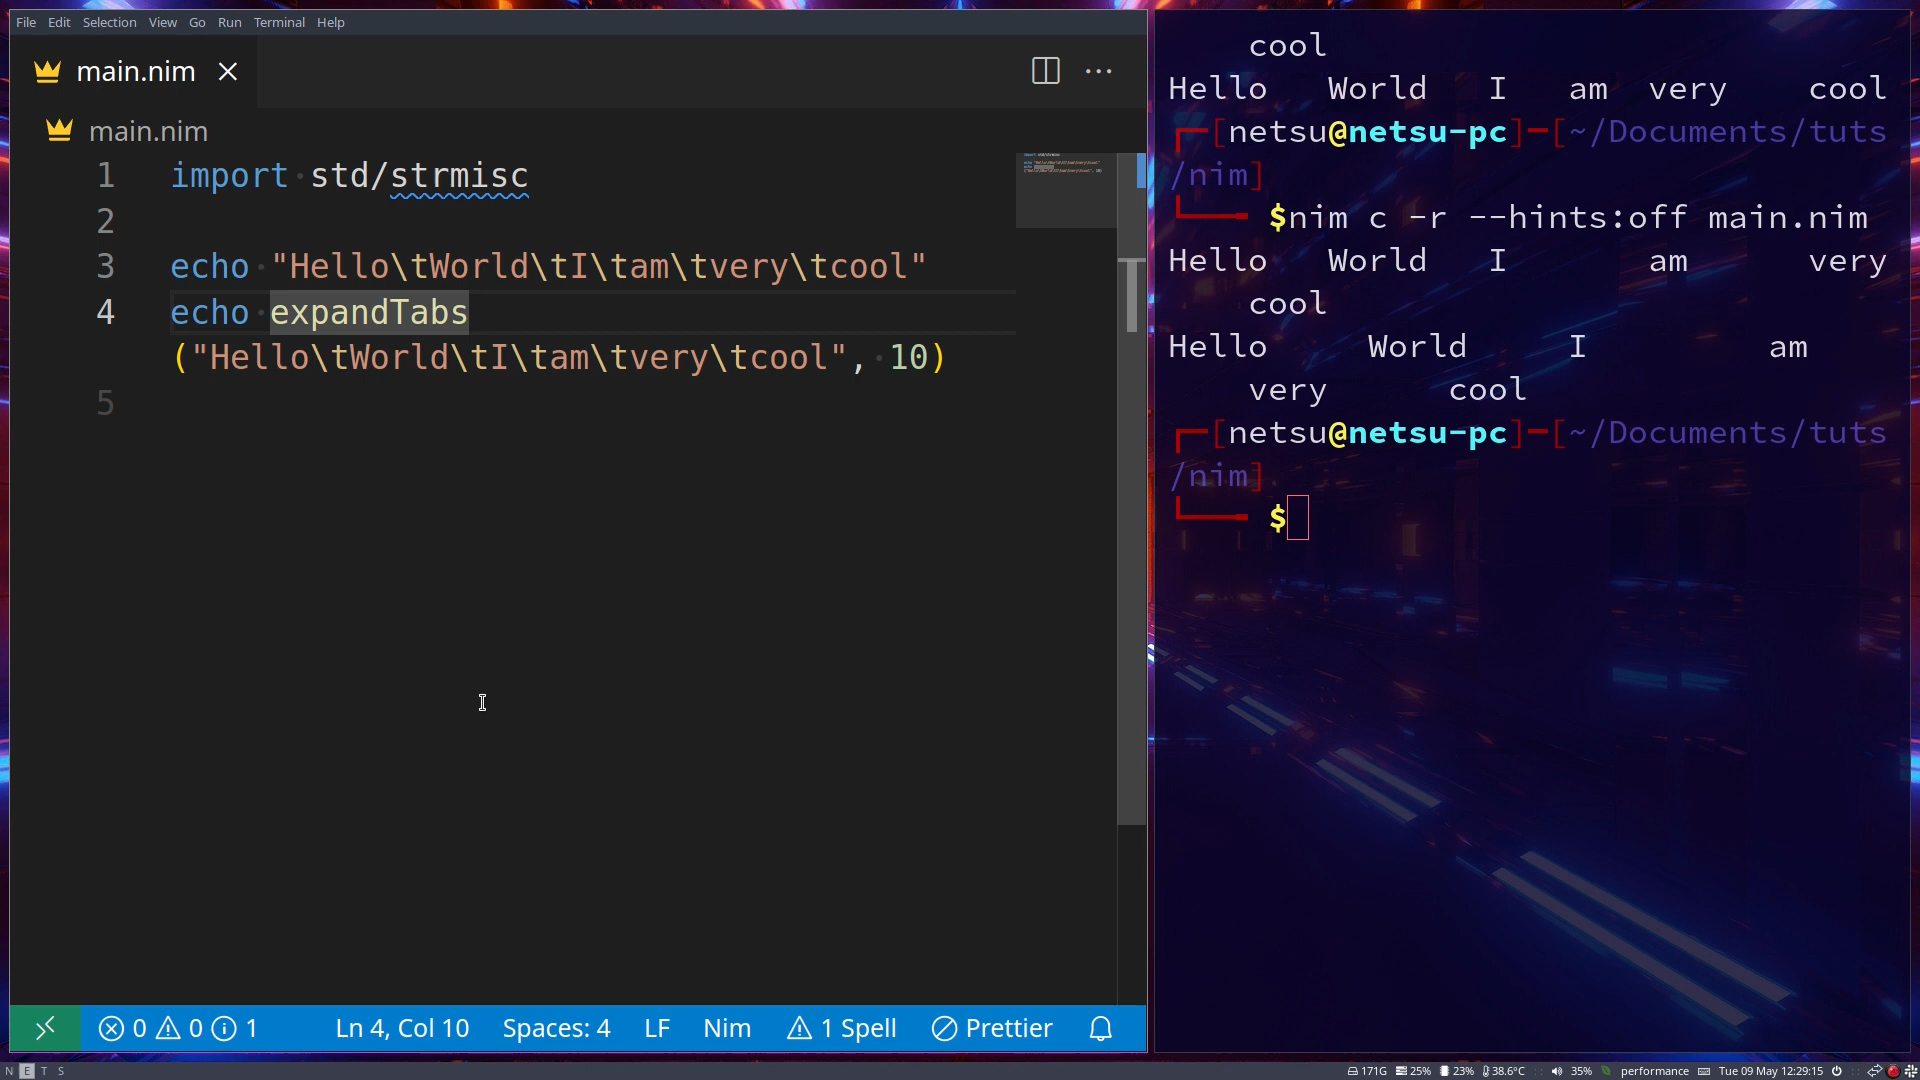 File Edit Selection View Go Run Terminal Help
main.nim
main.nim
1 import std/strmisc
2
3 echo "Hello\tWorld\tI\tam\tvery\tcool"
4 echo expandTabs
("Hello\tWorld\tI\tam\tvery\tcool", 10)
5
0 0 1 Ln 4, Col 10 Spaces: 4 LF Nim 1 Spell Prettier
cool
Hello World I am very cool
[netsu@netsu-pc]-[~/Documents/tuts
/nim]
$nim c -r --hints:off main.nim
Hello World I am very
cool
Hello World I am
very cool
[netsu@netsu-pc]-[~/Documents/tuts
/nim]
$
N E T S 171G 25% 23% 38.6°C 35% performance Tue 09 May 12:29:15